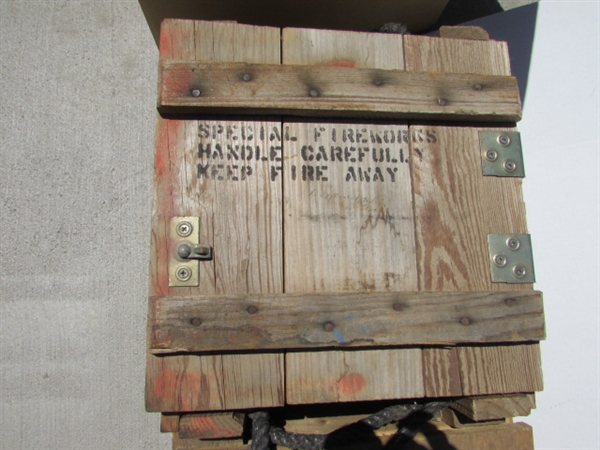 SPECIAL FIREWORKS
HANDLE CAREFULLY
KEEP FIRE AWAY